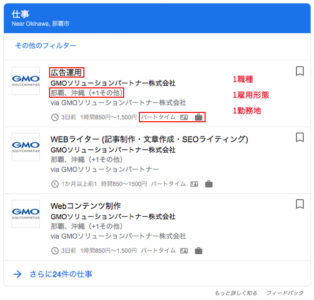 仕事
Near Okinawa, 那覇市
その他のフィルター
GMO
広告運用
GMOソリューションパートナー株式会社
那覇、沖縄 （+1その他）
via GMOソリューションパートナー株式会社
3日前 1時間850円～1,500円 パートタイム
1職種
1雇用形態
1勤務地
GMO
WEBライター (記事制作・文章作成・SEOライティング)
GMOソリューションパートナー株式会社
那覇、沖縄 （+1その他）
via GMOソリューションパートナー
1か月以上前1 時間850～1500円 パートタイム
GMO
Webコンテンツ制作
GMOソリューションパートナー株式会社
那覇、沖縄 （+1その他）
via GMOソリューションパートナー株式会社
3日前 1時間850円～1,500円 パートタイム
さらに24件の仕事
もっと詳しく知る フィードバック